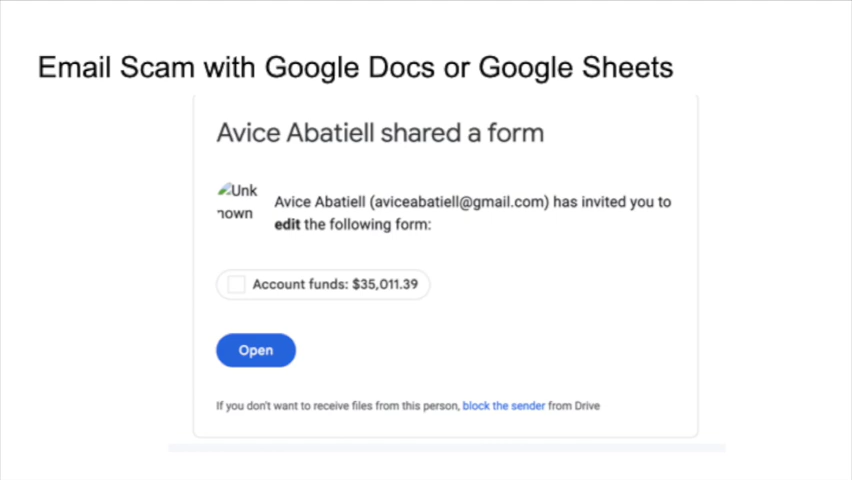 Email Scam with Google Docs or Google Sheets
Avice Abatiell shared a form
Unk
nown
Avice Abatiell (aviceabatiell@gmail.com) has invited you to
edit the following form:
Account funds: $35,011.39
Open
If you don't want to receive files from this person, block the sender from Drive